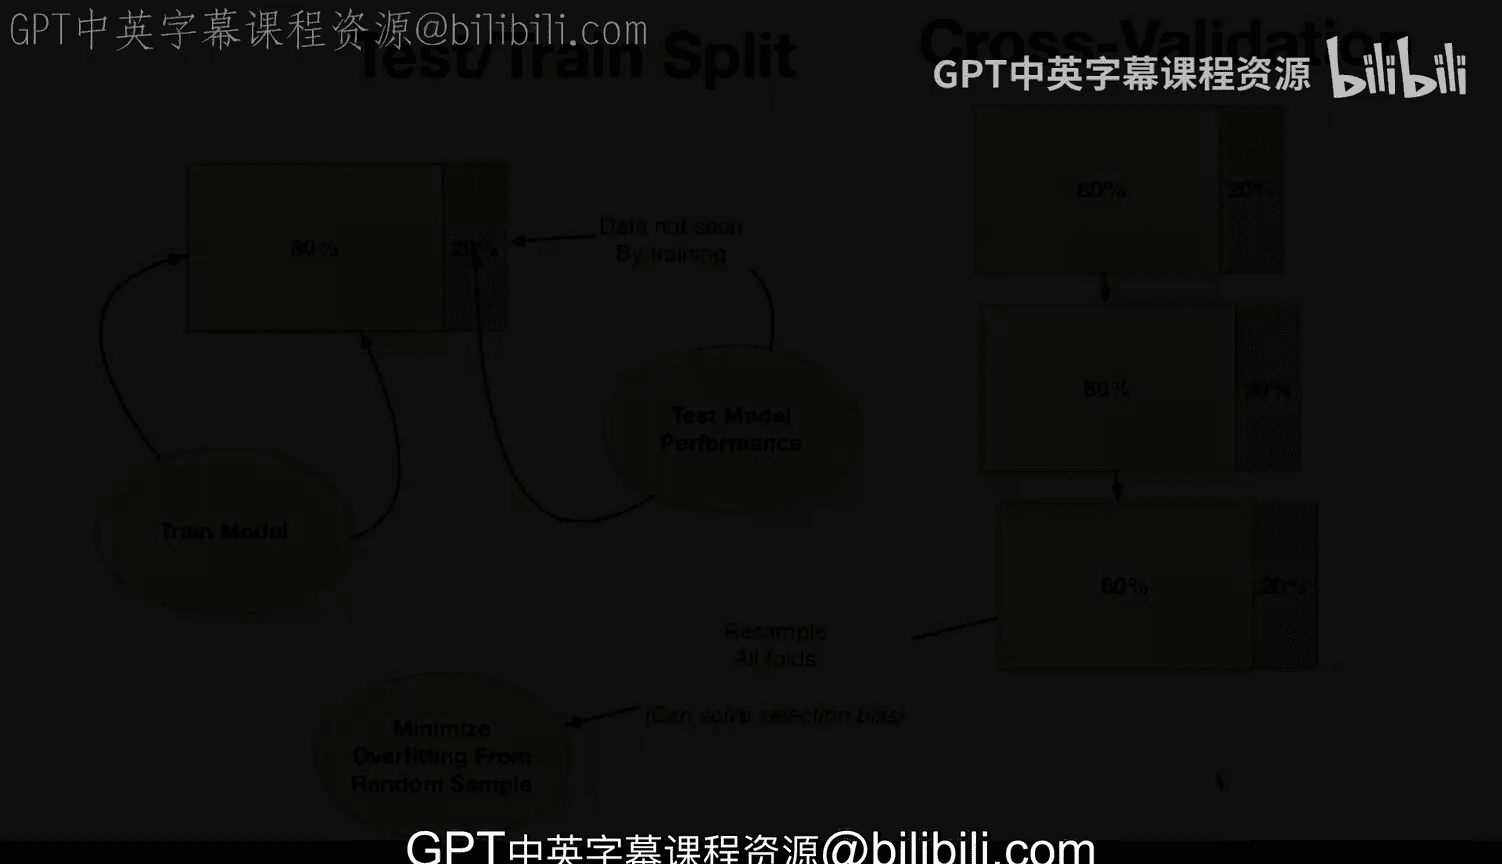 GPT中英字幕课程资源@bilibili.com
Test/Train Split
Cross-Validation
GPT中英字幕课程资源 bilibili
80%
20%
Data not seen
By training
Test Model
Performance
Train Model
80%
20%
80%
20%
80%
20%
Resample
All folds
(Can solve selection bias)
Minimize
Overfitting From
Random Sample
GPT中英字幕课程资源@bilibili.com